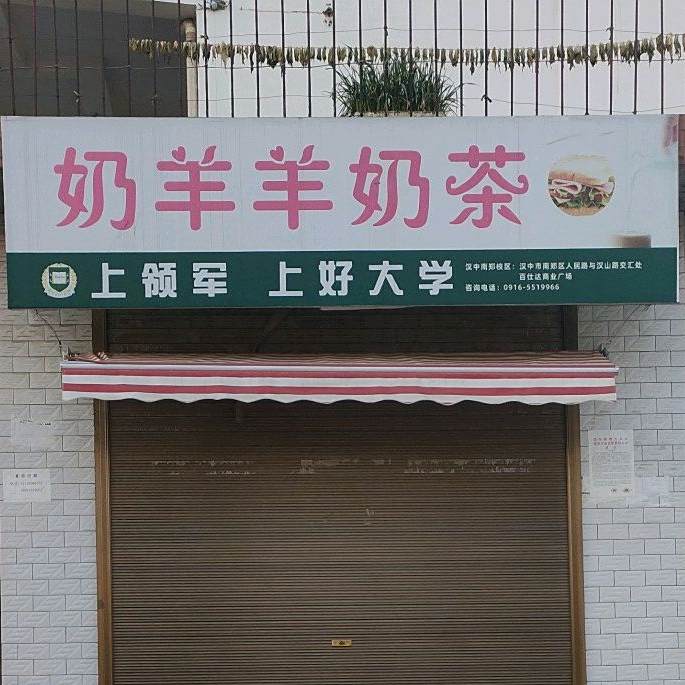 奶羊羊奶茶
上领军 上好大学
汉中南郑校区：汉中市南郑区人民路与汉山路交汇处
百仕达商业广场
咨询电话：0916-5519966